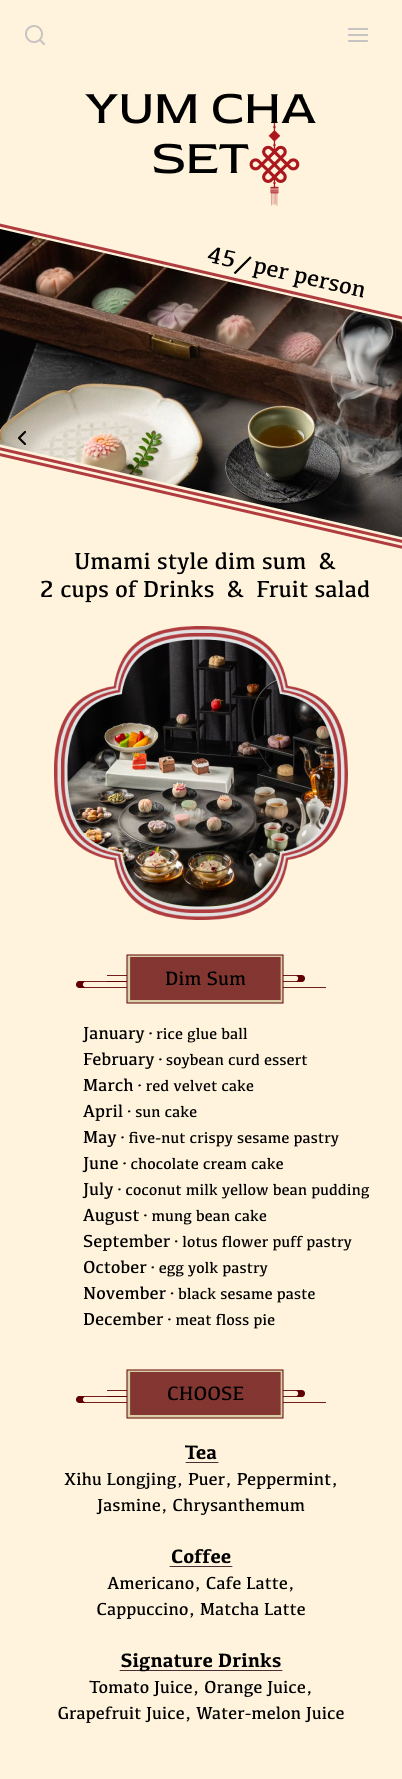 YUM CHA
SET
45/per person
Umami style dim sum &
2 cups of Drinks & Fruit salad
Dim Sum
January · rice glue ball
February · soybean curd essert
March · red velvet cake
April · sun cake
May · five-nut crispy sesame pastry
June · chocolate cream cake
July · coconut milk yellow bean pudding
August · mung bean cake
September · lotus flower puff pastry
October · egg yolk pastry
November · black sesame paste
December · meat floss pie
CHOOSE
Tea
Xihu Longjing, Puer, Peppermint,
Jasmine, Chrysanthemum
Coffee
Americano, Cafe Latte,
Cappuccino, Matcha Latte
Signature Drinks
Tomato Juice, Orange Juice,
Grapefruit Juice, Water-melon Juice